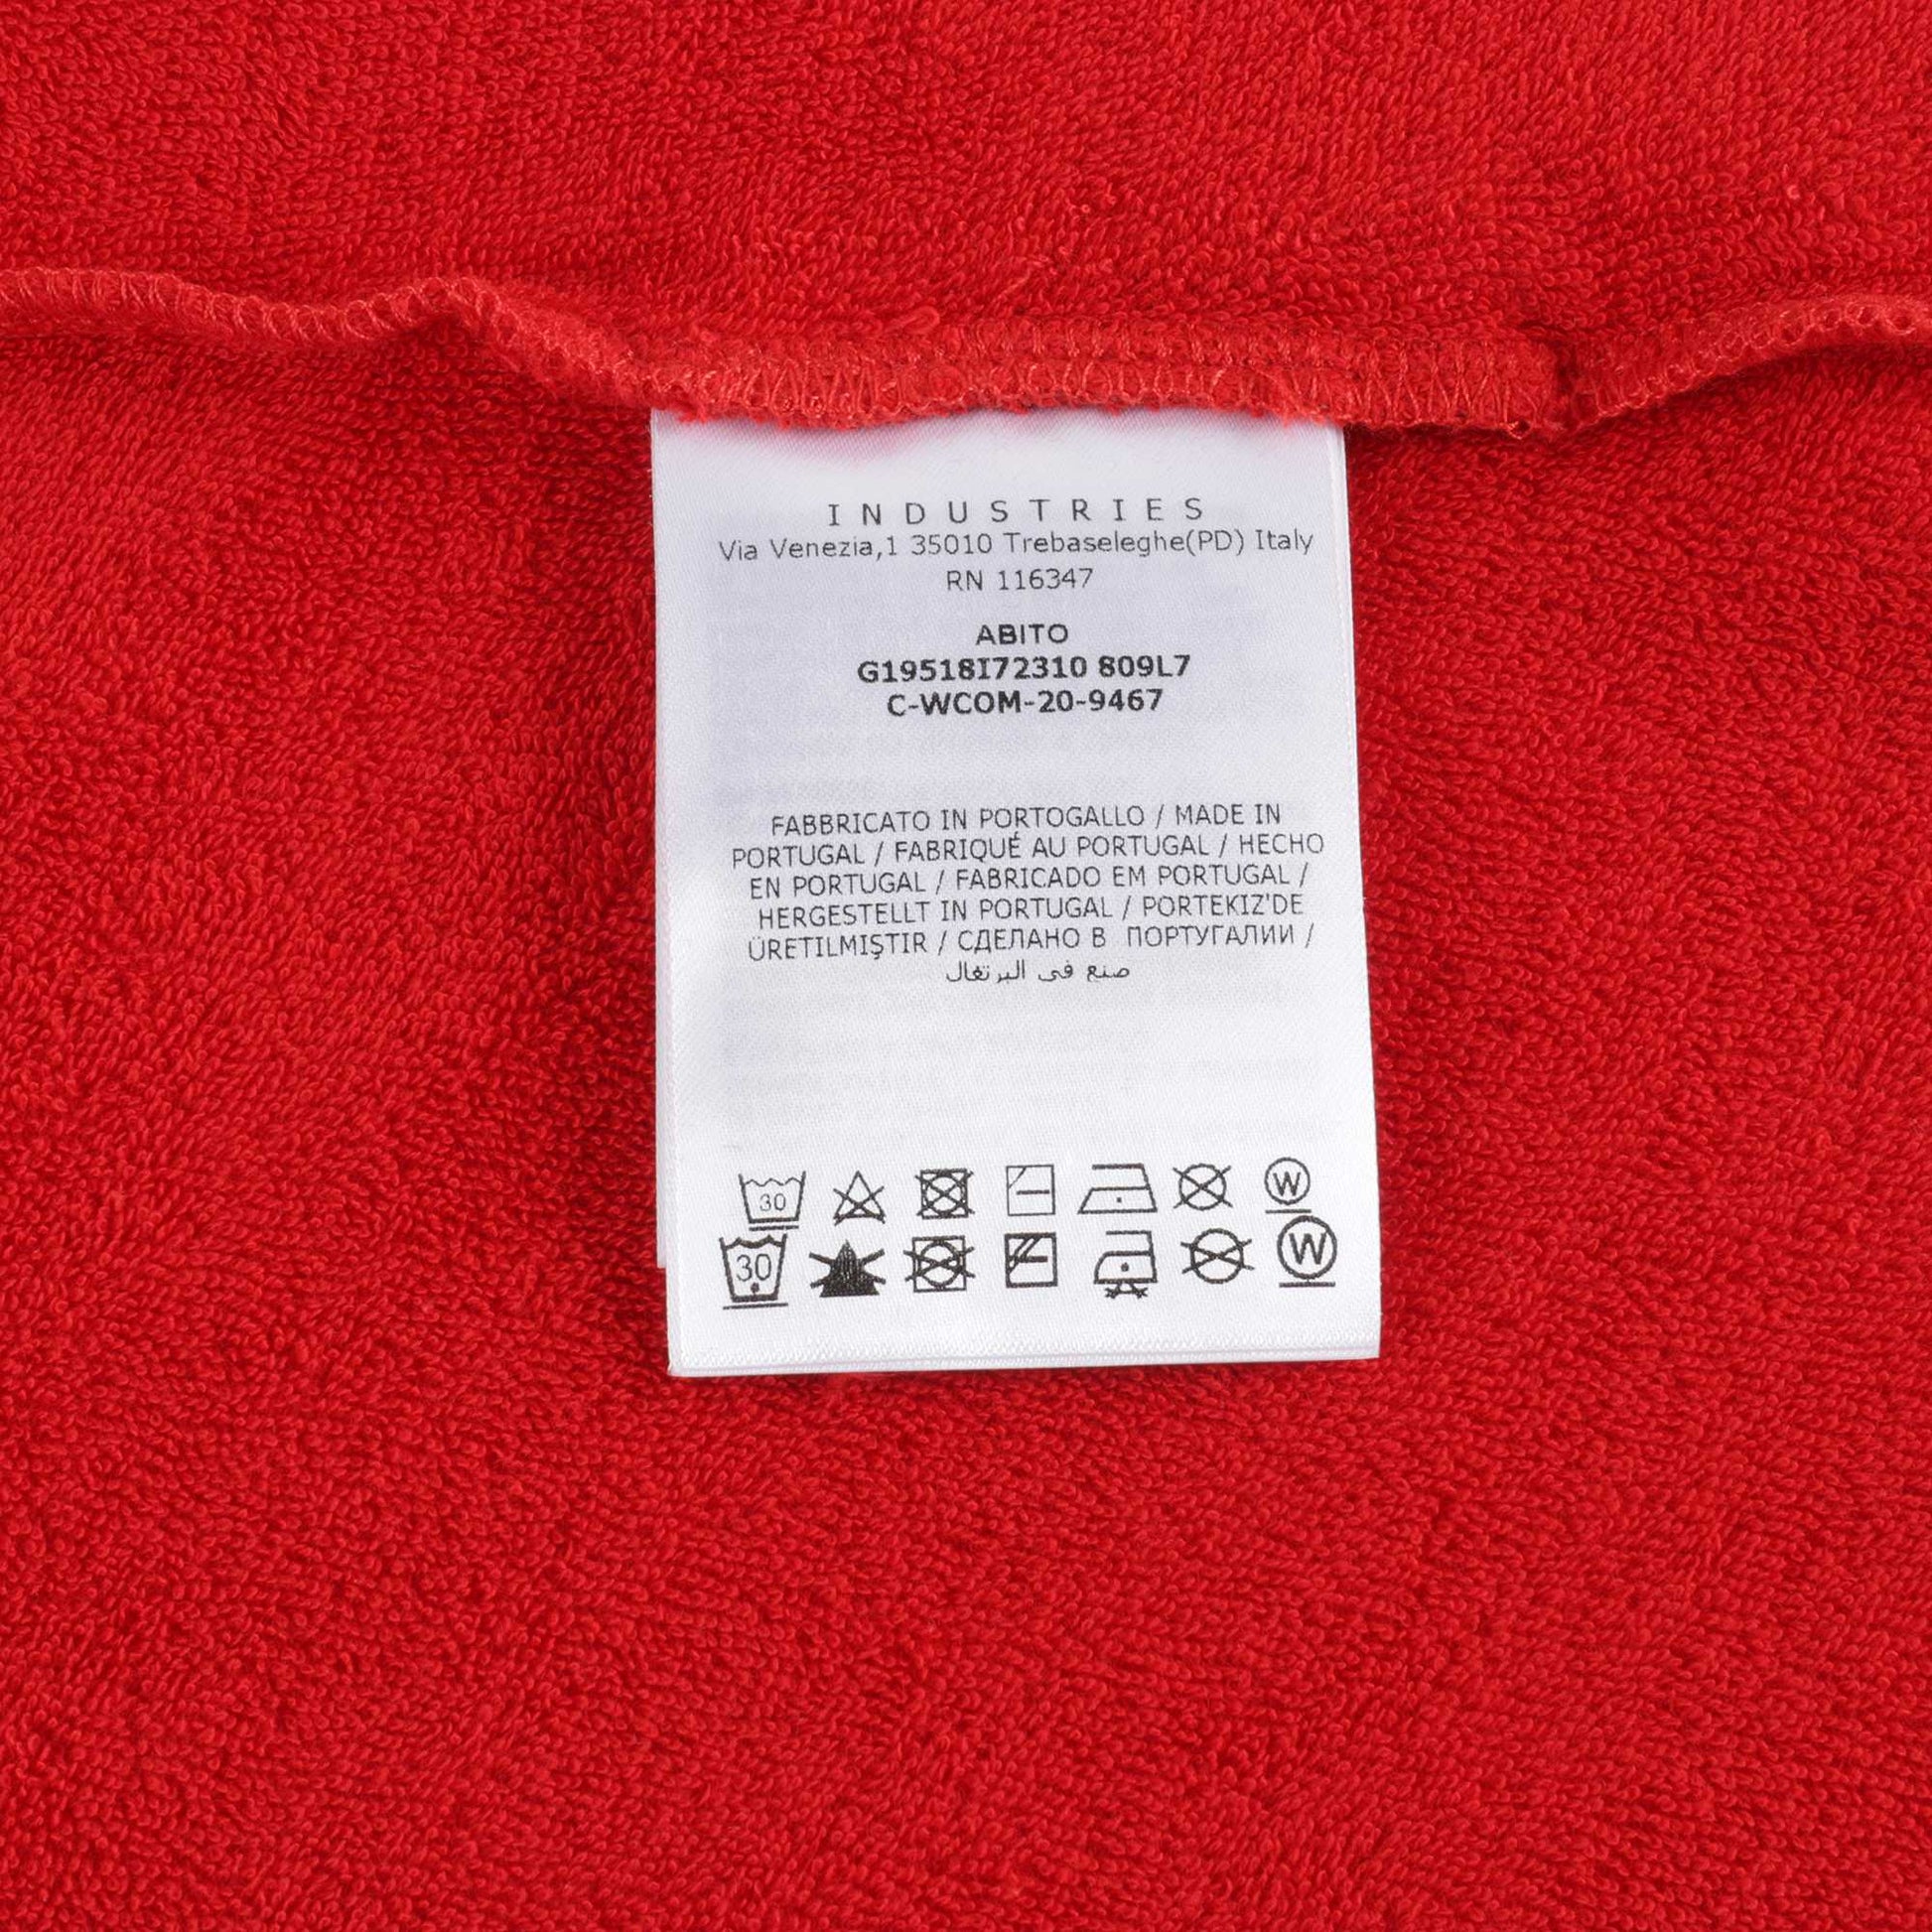 INDUSTRIES
Via Venezia,1 35010 Trebaseleghe(PD) Italy
RN 116347
ABITO
G19518I72310 809L7
C-WCOM-20-9467
FABBRICATO IN PORTOGALLO / MADE IN
PORTUGAL / FABRIQUÉ AU PORTUGAL / HECHO
EN PORTUGAL / FABRICADO EM PORTUGAL /
HERGESTELLT IN PORTUGAL / PORTEKIZ'DE
ÜRETILMIŞTIR / СДЕЛАНО В ПОРТУГАЛИИ /
صنع في البرتغال
30 W
30 W